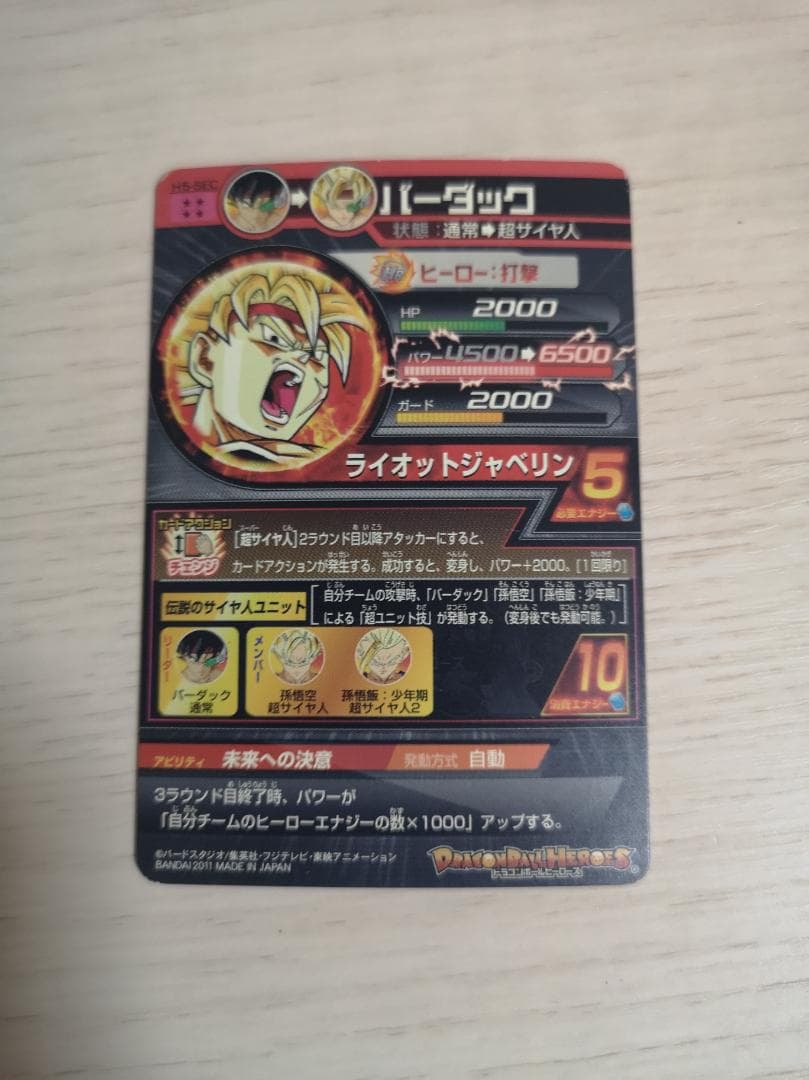 H5-SEC
バーダック
状態：通常➡超サイヤ人
ヒーロー：打撃
HP 2000
パワー 4500➡6500
ガード 2000
ライオットジャベリン 5
必要エナジー
カードアクション
チェンジ
[超サイヤ人]2ラウンド目以降アタッカーにすると、
カードアクションが発生する。成功すると、変身し、パワー+2000。[1回限り]
伝説のサイヤ人ユニット
自分チームの攻撃時、「バーダック」「孫悟空」「孫悟飯：少年期」
による「超ユニット技」が発動する。(変身後でも発動可能。)
リーダー
バーダック
通常
メンバー
孫悟空
超サイヤ人
孫悟飯：少年期
超サイヤ人2
10
消費エナジー
アビリティ 未来への決意 発動方式 自動
3ラウンド目終了時、パワーが
「自分チームのヒーローエナジーの数×1000」アップする。
©バードスタジオ/集英社・フジテレビ・東映アニメーション
BANDAI 2011 MADE IN JAPAN
DRAGONBALL HEROES
ドラゴンボールヒーローズ